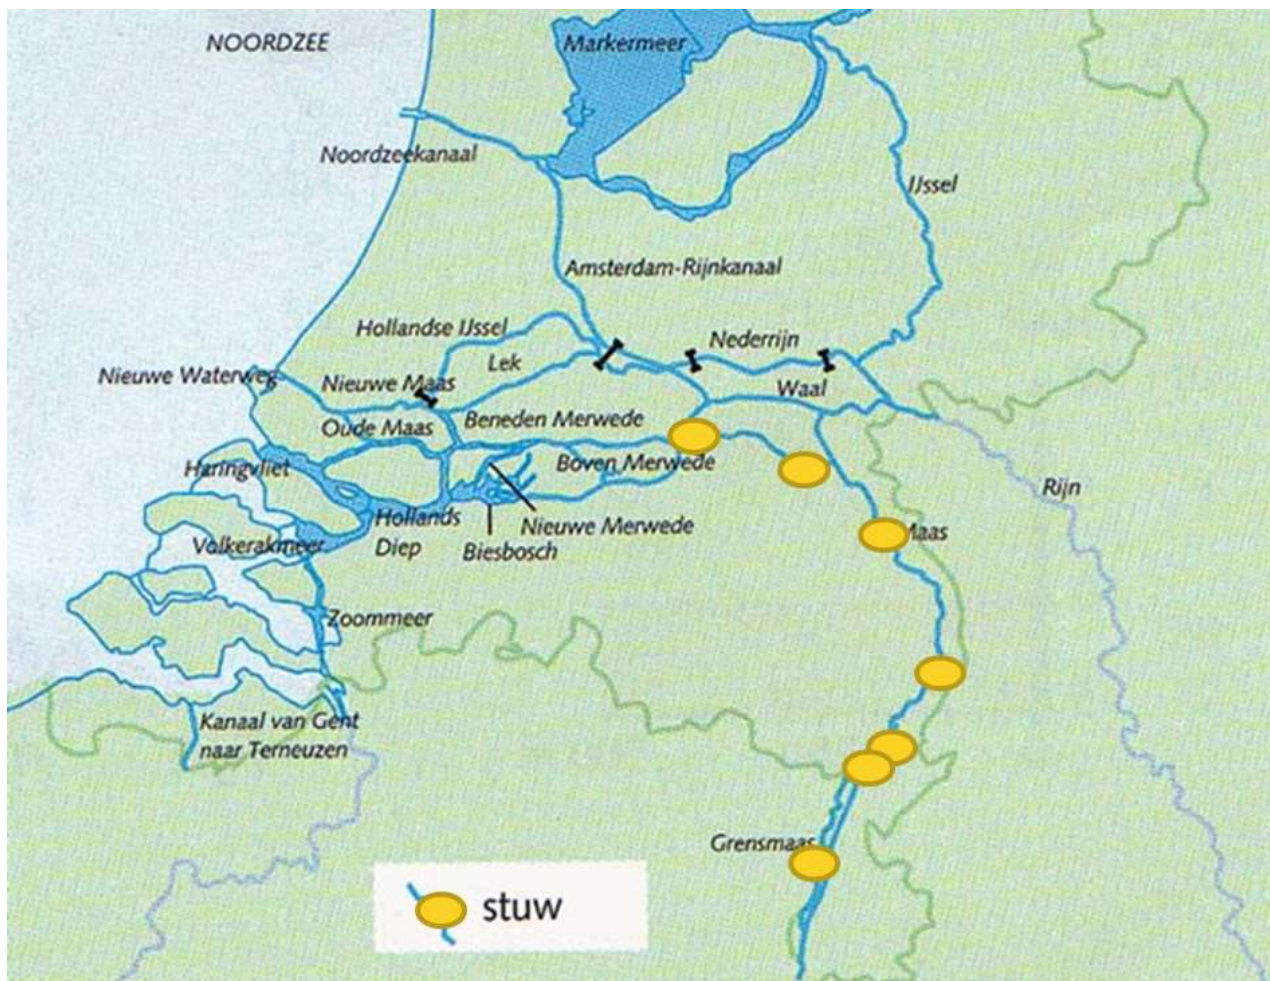 NOORDZEE
Markermeer
Noordzeekanaal
IJssel
Amsterdam-Rijnkanaal
Hollandse IJssel
Nederrijn
Lek
Nieuwe Waterweg
Nieuwe Maas
Waal
Beneden Merwede
Oude Maas
Haringvliet
Boven Merwede
Rijn
Hollands
Diep
Nieuwe Merwede
Maas
Volkerakmeer
Biesbosch
Zoommeer
Kanaal van Gent
naar Terneuzen
Grensmaas
stuw